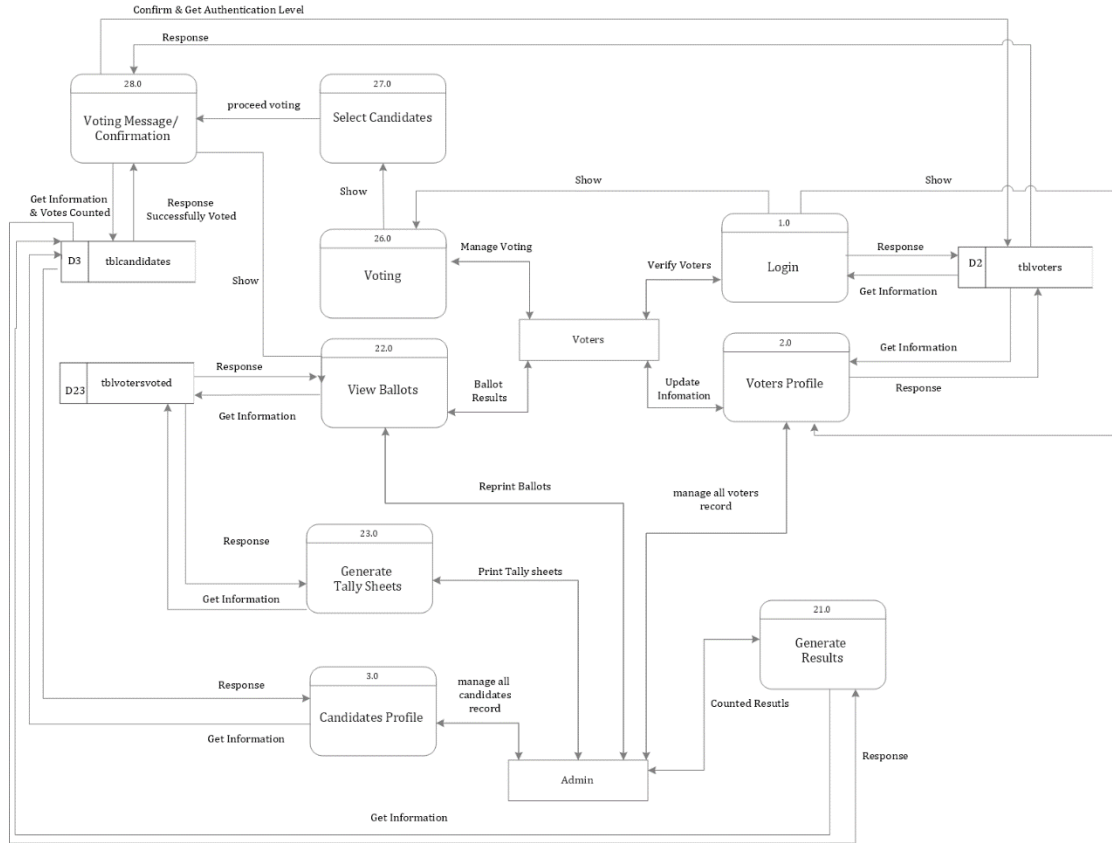 Confirm & Get Authentication Level
Response
28.0
Voting Message/
Confirmation
proceed voting
27.0
Select Candidates
Get Information
& Votes Counted
Response
Successfully Voted
Show
Show
Show
D3
tblcandidates
26.0
Voting
Manage Voting
1.0
Login
Verify Voters
Response
Get Information
D2
tblvoters
Show
Voters
D23
tblvotersvoted
Response
Get Information
22.0
View Ballots
Ballot
Results
Update
Infomation
2.0
Voters Profile
Get Information
Response
Reprint Ballots
manage all voters
record
Response
Get Information
23.0
Generate
Tally Sheets
Print Tally sheets
21.0
Generate
Results
Response
Get Information
3.0
Candidates Profile
manage all
candidates
record
Counted Resutls
Response
Admin
Get Information